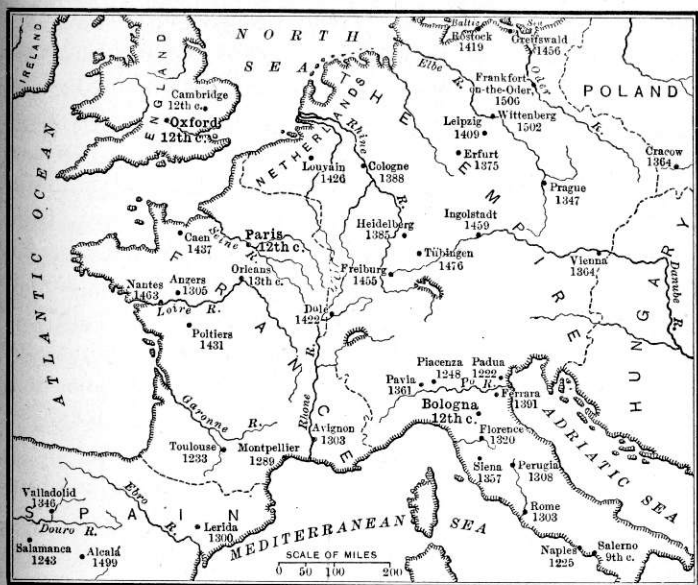 IRELAND
ENGLAND
NORTH
SEA
Baltic Sea
Rostock
1419
Greifswald
1456
Cambridge
12th c.
Oxford
12th c.
THE EMPIRE
Elbe R.
Frankfort
on-the-Oder,
1506
Oder R.
POLAND
Leipzig
1409
Wittenberg
1502
Erfurt
1375
Cracow
1364
NETHERLANDS
Rhine R.
Louvain
1426
Cologne
1388
Prague
1347
ATLANTIC OCEAN
Caen
1437
Seine R.
Paris
12th c.
Heidelberg
1385
Ingolstadt
1459
Tübingen
1476
Vienna
1364
Danube R.
HUNGARY
FRANCE
Angers
1305
Orleans
13th c.
Freiburg
1455
Nantes
1463
Loire R.
Dole
1422
Poitiers
1431
Rhone R.
Piacenza
1248
Padua
1222
Pavia
1361
Po R.
Ferrara
1391
Bologna
12th c.
ADRIATIC SEA
Garonne R.
Avignon
1303
Florence
1320
Toulouse
1233
Montpellier
1289
Siena
1357
Perugia
1308
Valladolid
1346
Ebro R.
SPAIN
Douro R.
Lerida
1300
MEDITERRANEAN SEA
Rome
1303
Salamanca
1243
Alcalá
1499
SCALE OF MILES
0 50 100 200
Naples
1225
Salerno
9th c.